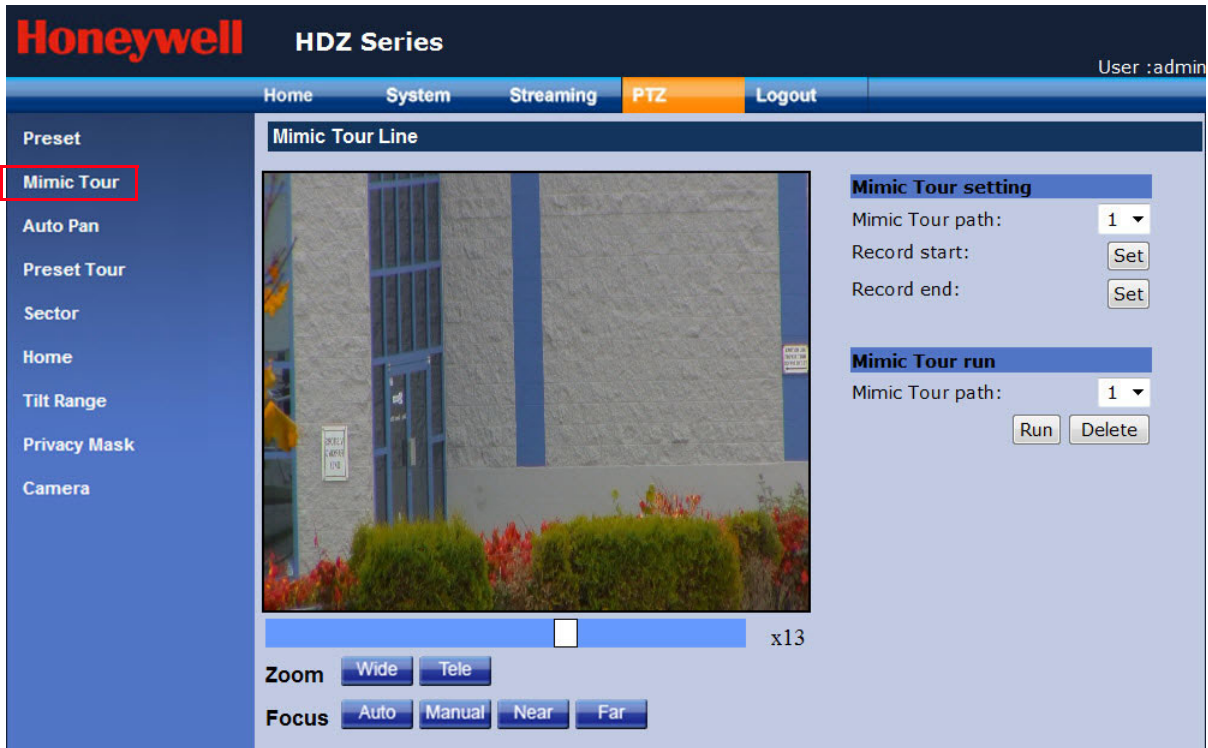 Honeywell HDZ Series
User :admin
Home System Streaming PTZ Logout
Preset
Mimic Tour
Auto Pan
Preset Tour
Sector
Home
Tilt Range
Privacy Mask
Camera
Mimic Tour Line
Mimic Tour setting
Mimic Tour path: 1
Record start: Set
Record end: Set
Mimic Tour run
Mimic Tour path: 1
Run Delete
x13
Zoom Wide Tele
Focus Auto Manual Near Far